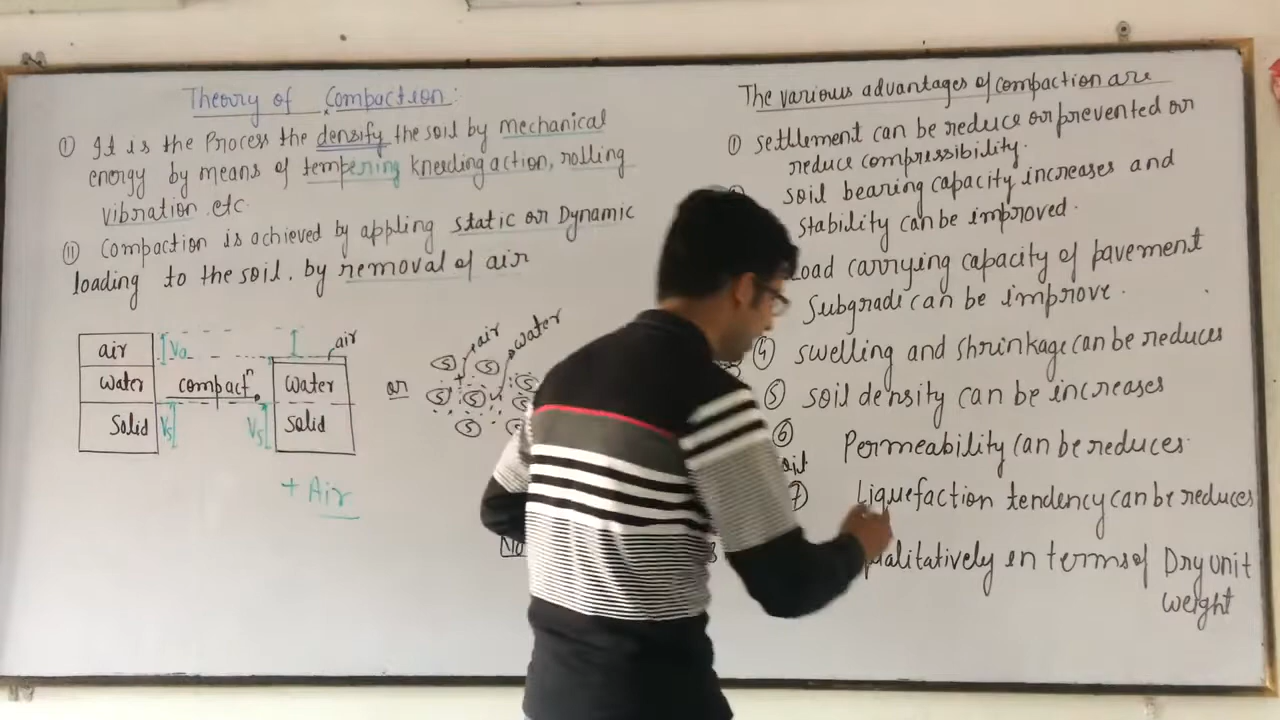 Theory of Compaction:
① It is the Process the densify the soil by mechanical
energy by means of tempering kneeding action, rolling
vibration etc.
⑪ Compaction is achieved by appling static or Dynamic
loading to the soil. by removal of air
air
water
Solid
Va
Vs
compactⁿ
Vs
air
water
solid
+ Air
or
air
water
S
S
S
S
S
S
The various advantages of compaction are
① settlement can be reduce or prevented or
reduce compressibility.
soil bearing capacity increases and
stability can be improved.
Load carrying capacity of pavement
Subgrade can be improve.
④ swelling and shrinkage can be reduces
⑤ soil density can be increases
⑥ Permeability can be reduces.
⑦ Liquefaction tendency can be reduces
qualitatively in terms of Dry unit
weight